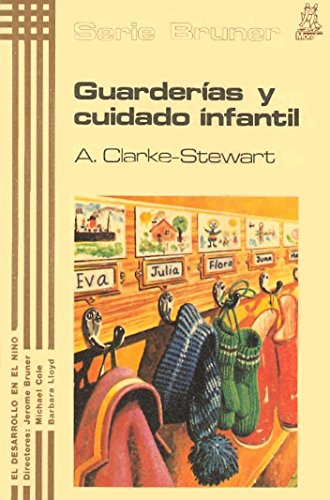 Serie Bruner
Guarderías y
cuidado infantil
A. Clarke-Stewart
Eva
Julia
Flora
Juna
EL DESARROLLO EN EL NIÑO
Directores: Jerome Bruner
Michael Cole
Barbara Lloyd